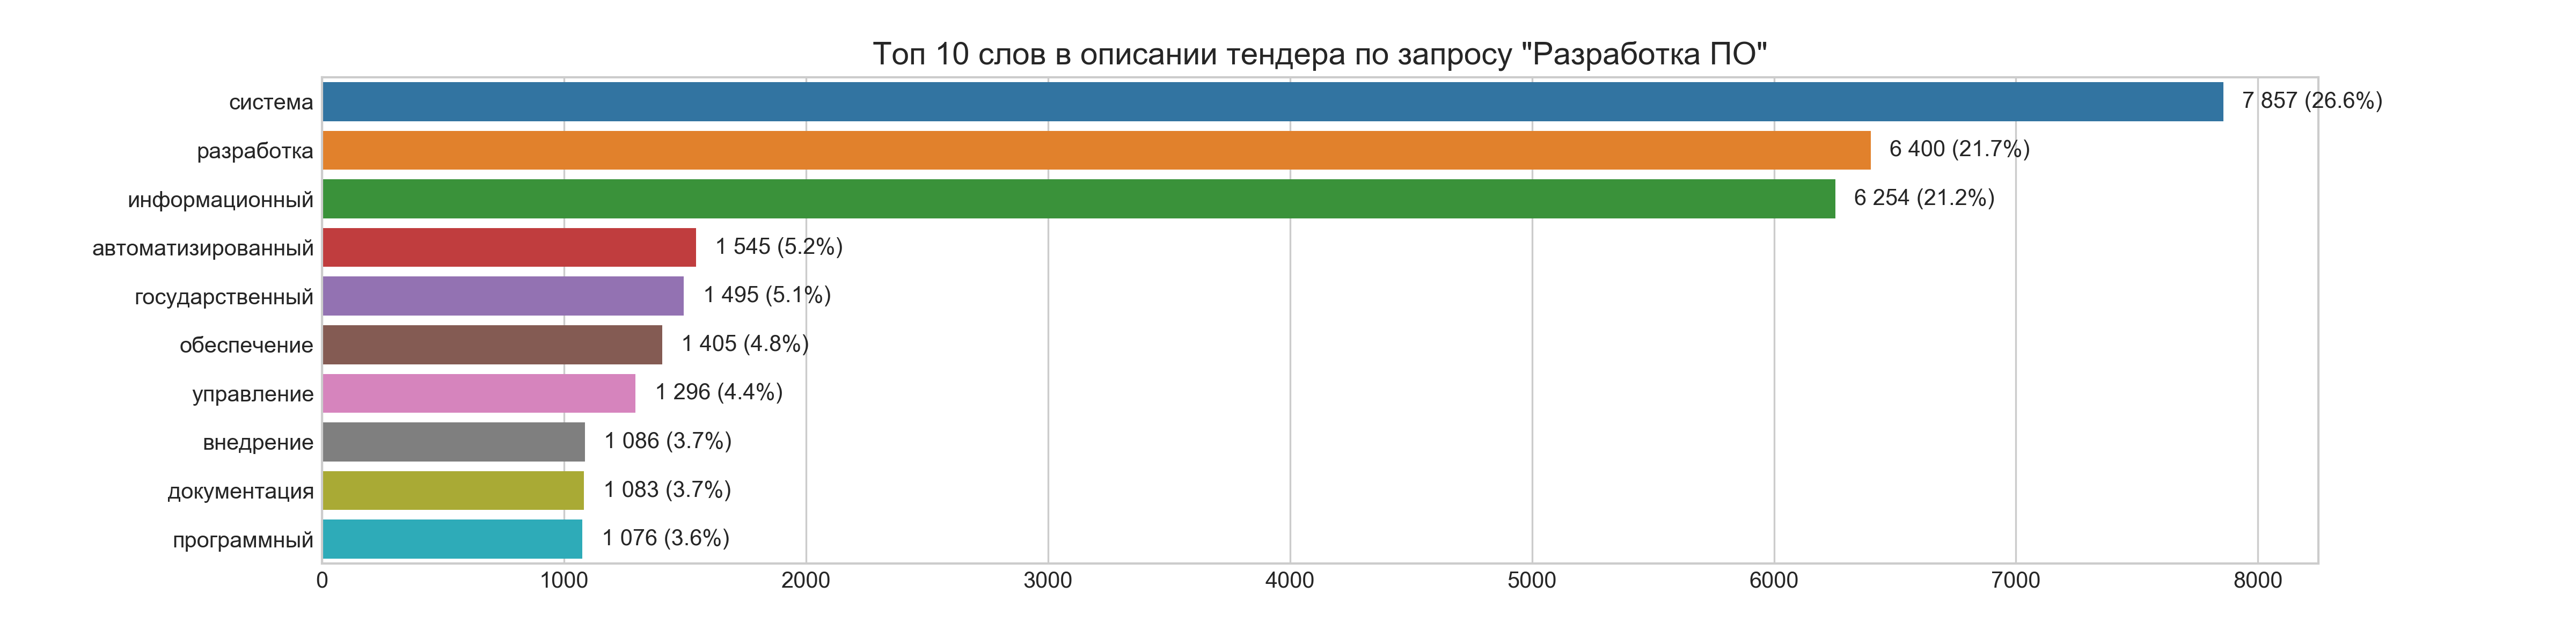 Топ 10 слов в описании тендера по запросу "Разработка ПО"
система 7 857 (26.6%)
разработка 6 400 (21.7%)
информационный 6 254 (21.2%)
автоматизированный 1 545 (5.2%)
государственный 1 495 (5.1%)
обеспечение 1 405 (4.8%)
управление 1 296 (4.4%)
внедрение 1 086 (3.7%)
документация 1 083 (3.7%)
программный 1 076 (3.6%)
0 1000 2000 3000 4000 5000 6000 7000 8000